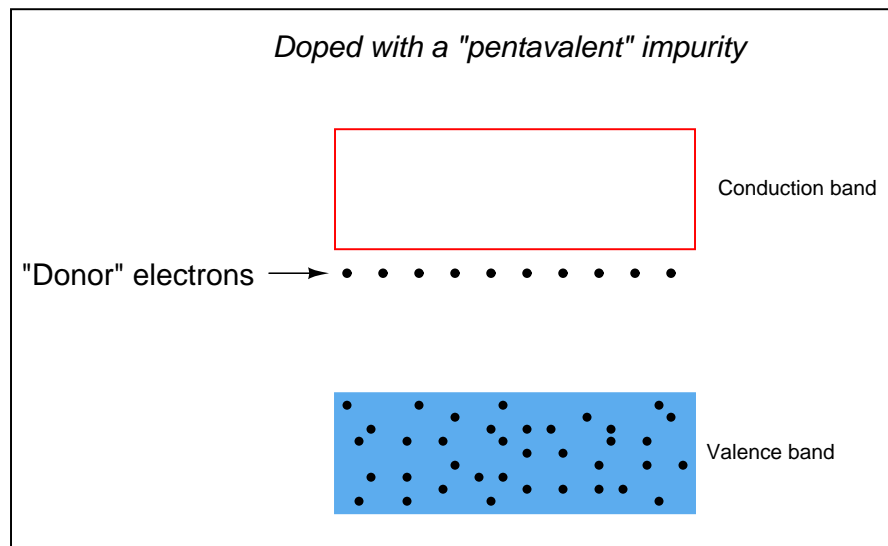 Doped with a "pentavalent" impurity
Conduction band
"Donor" electrons
Valence band